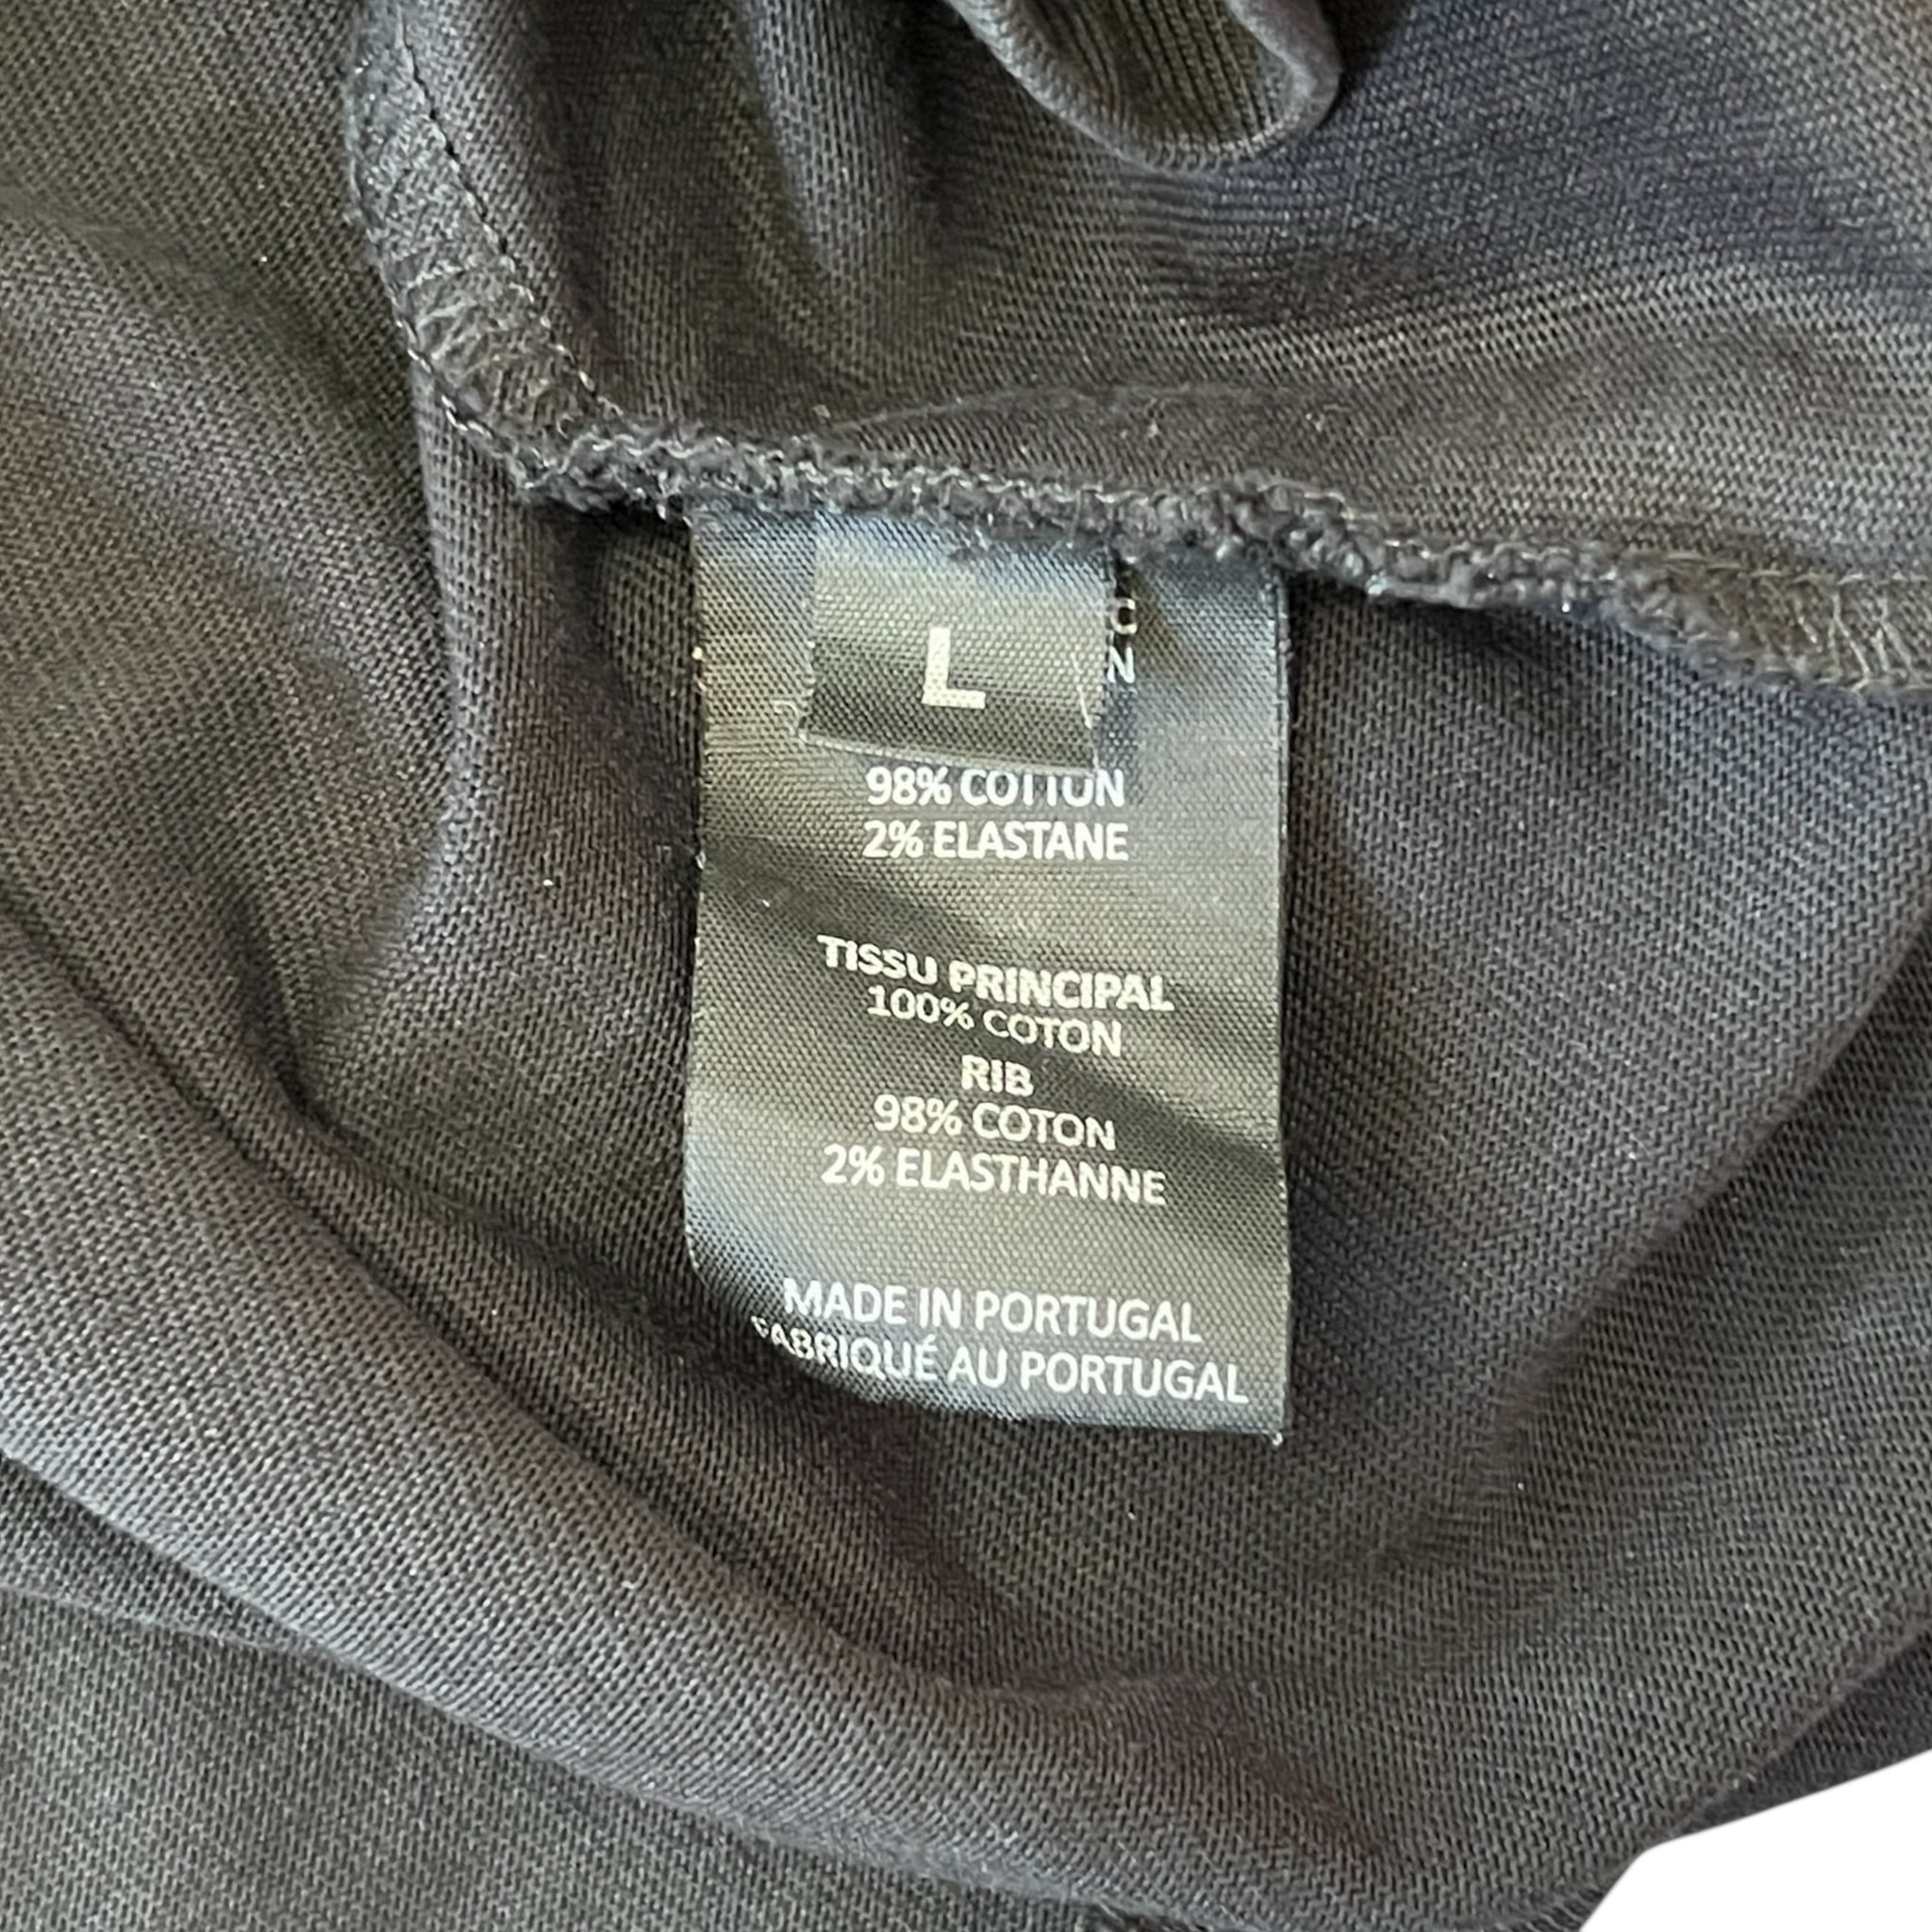 L
98% COTTON
2% ELASTANE
TISSU PRINCIPAL
100% COTON
RIB
98% COTON
2% ELASTHANNE
MADE IN PORTUGAL
FABRIQUÉ AU PORTUGAL